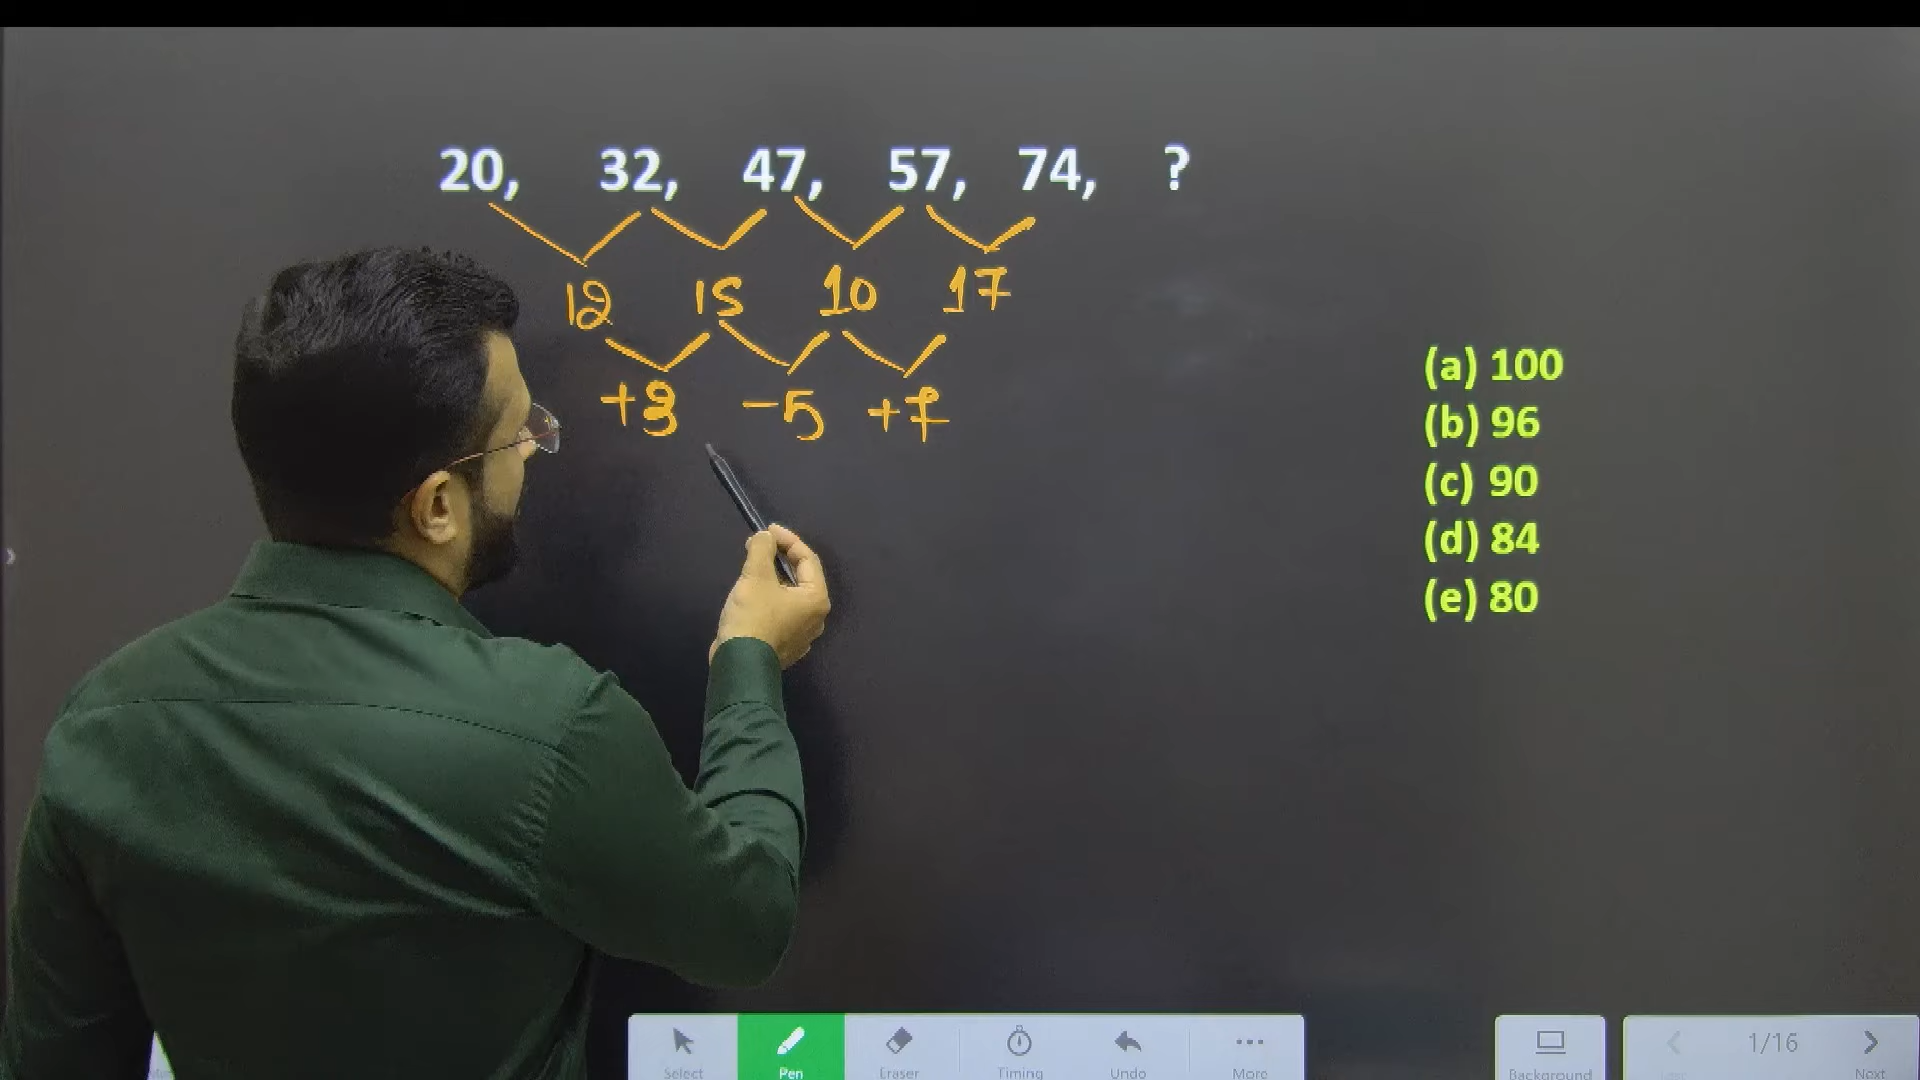 20, 32, 47, 57, 74, ?
12 15 10 17
+3 -5 +7
(a) 100
(b) 96
(c) 90
(d) 84
(e) 80
Select Pen Eraser Timing Undo More Background 1/16 Next